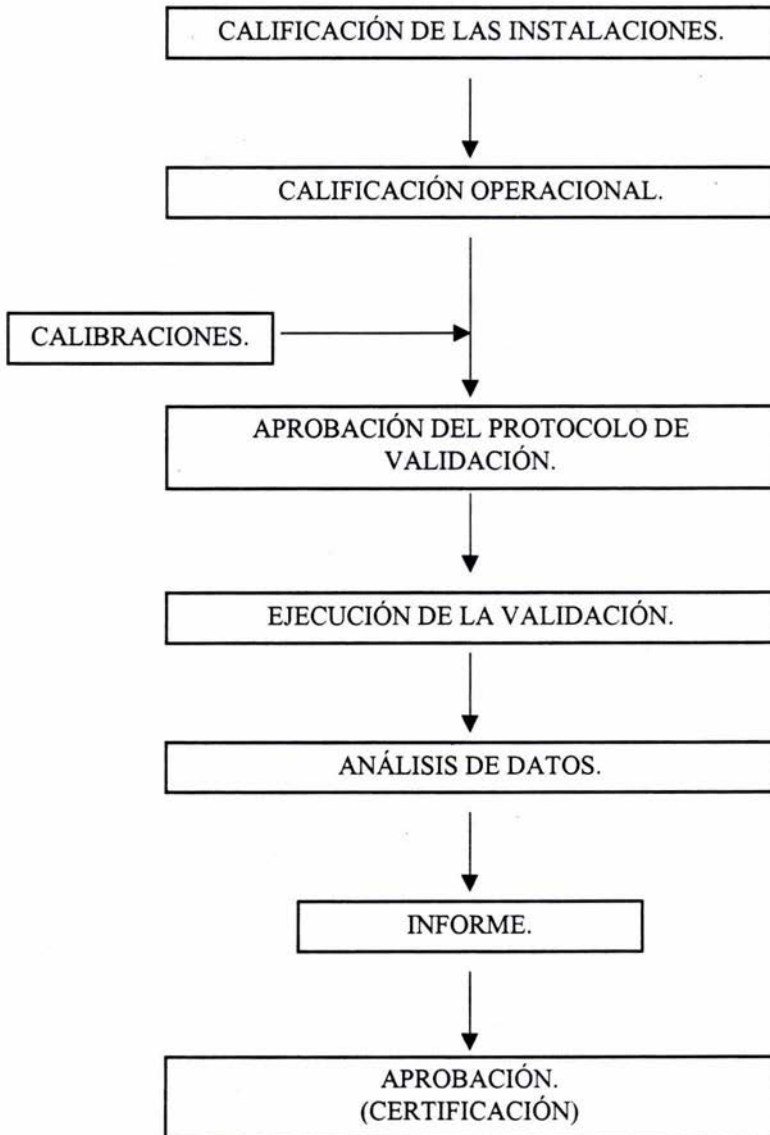 CALIFICACIÓN DE LAS INSTALACIONES.
CALIFICACIÓN OPERACIONAL.
CALIBRACIONES.
APROBACIÓN DEL PROTOCOLO DE
VALIDACIÓN.
EJECUCIÓN DE LA VALIDACIÓN.
ANÁLISIS DE DATOS.
INFORME.
APROBACIÓN.
(CERTIFICACIÓN)